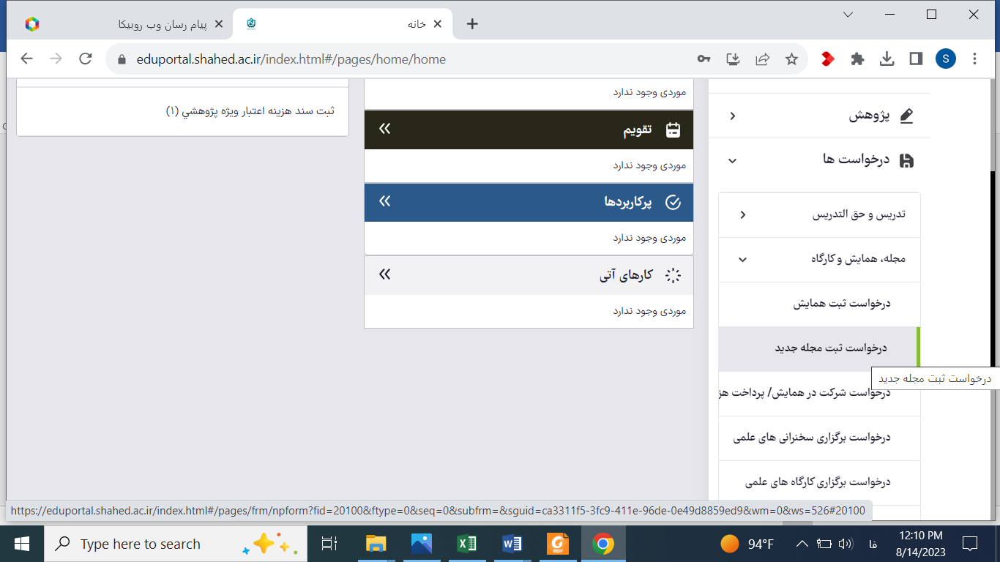 پیام رسان وب روبیکا
خانه
eduportal.shahed.ac.ir/index.html#/pages/home/home
S
پژوهش
درخواست ها
تدریس و حق التدریس
مجله، همایش و کارگاه
درخواست ثبت همایش
درخواست ثبت مجله جدید
درخواست ثبت مجله جدید
درخواست شرکت در همایش/ پرداخت هز
درخواست برگزاری سخنرانی های علمی
درخواست برگزاری کارگاه های علمی
موردی وجود ندارد
تقویم
موردی وجود ندارد
پرکاربردها
موردی وجود ندارد
کارهای آتی
موردی وجود ندارد
ثبت سند هزینه اعتبار ویژه پژوهشي (۱)
https://eduportal.shahed.ac.ir/index.html#/pages/frm/npform?fid=20100&ftype=0&seq=0&subfrm=&sguid=ca3311f5-3fc9-411e-96de-0e49d8859ed9&wm=0&ws=526#20100
Type here to search
94°F
فا
12:10 PM
8/14/2023